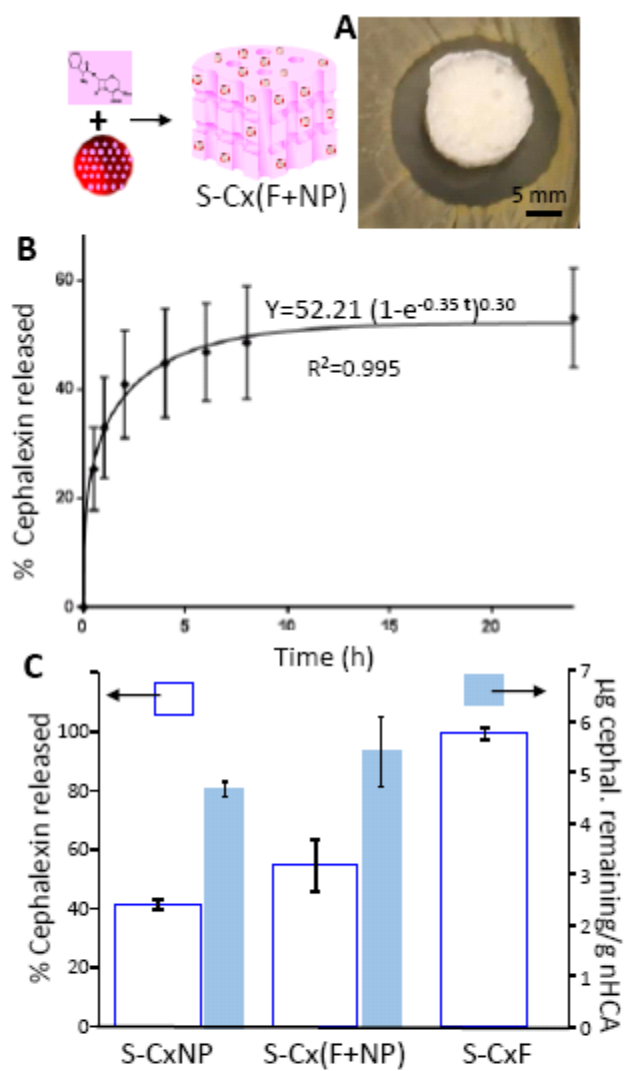 A
+
S-Cx(F+NP)
5 mm
B
% Cephalexin released
60
40
20
0
Y=52.21 (1-e^-0.35 t)^0.30
R²=0.995
0 5 10 15 20
Time (h)
C
% Cephalexin released
100
80
60
40
20
0
7
6
5
4
3
2
1
0
µg cephal. remaining/g nHCA
S-CxNP S-Cx(F+NP) S-CxF